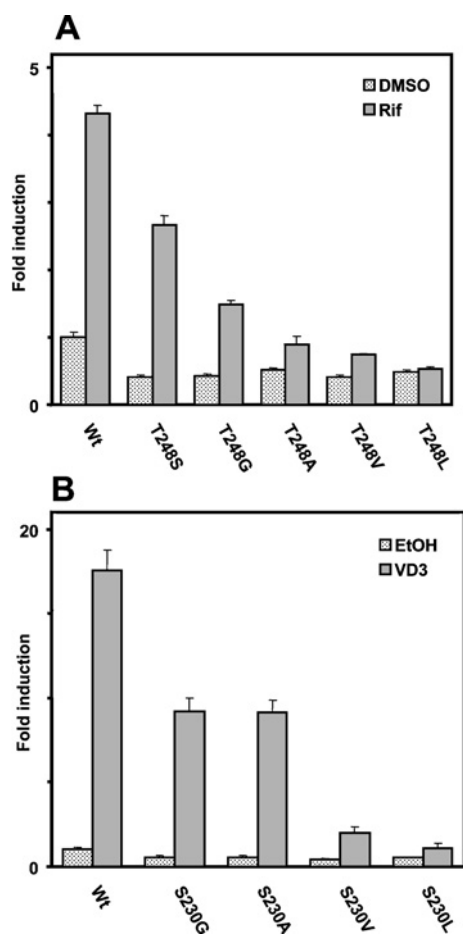 A
5
DMSO
Rif
Fold induction
0
Wt
T248S
T248G
T248A
T248V
T248L
B
20
EtOH
VD3
Fold induction
0
Wt
S230G
S230A
S230V
S230L